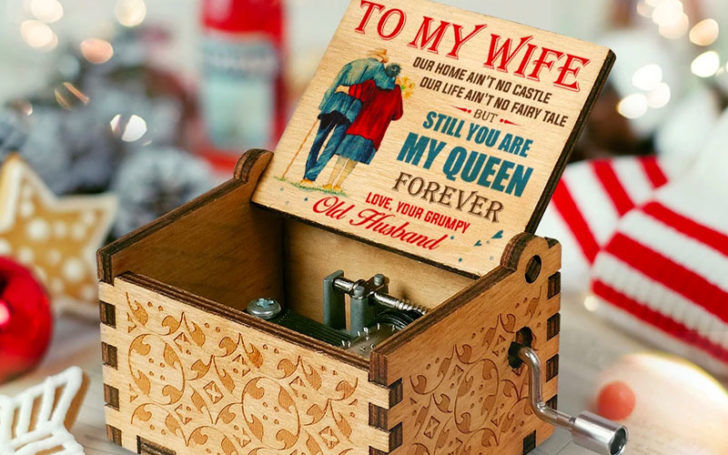 TO MY WIFE
OUR HOME AIN'T NO CASTLE
OUR LIFE AIN'T NO FAIRY TALE
BUT
STILL YOU ARE
MY QUEEN
FOREVER
LOVE, YOUR GRUMPY
Old Husband